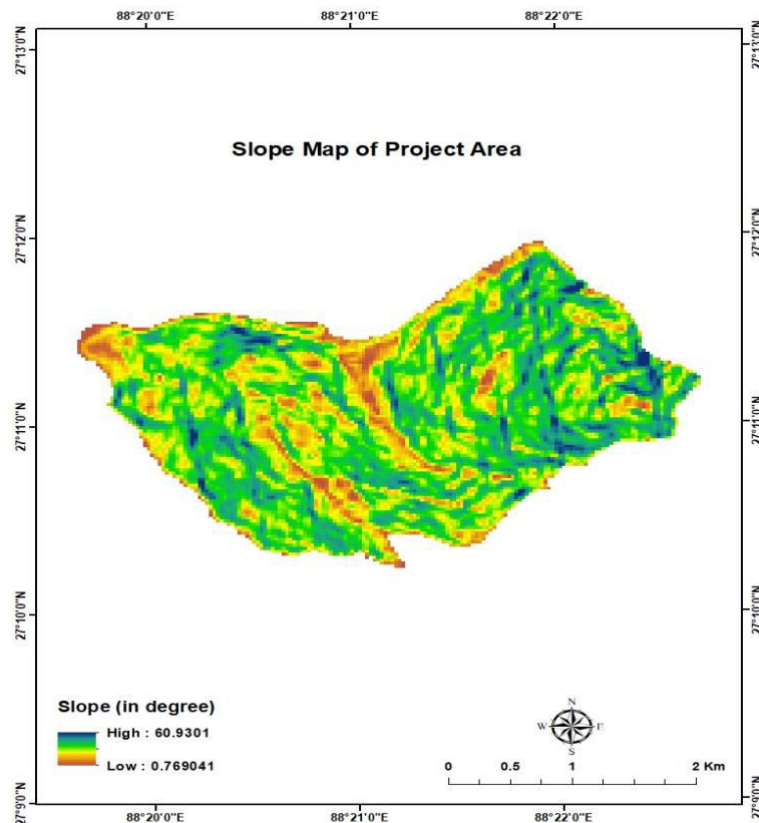 88°20'0"E 88°21'0"E 88°22'0"E
27°13'0"N 27°13'0"N
Slope Map of Project Area
27°12'0"N 27°12'0"N
27°11'0"N 27°11'0"N
27°10'0"N 27°10'0"N
Slope (in degree)
High : 60.9301
Low : 0.769041
N
W E
S
0 0.5 1 2 Km
27°9'0"N 27°9'0"N
88°20'0"E 88°21'0"E 88°22'0"E